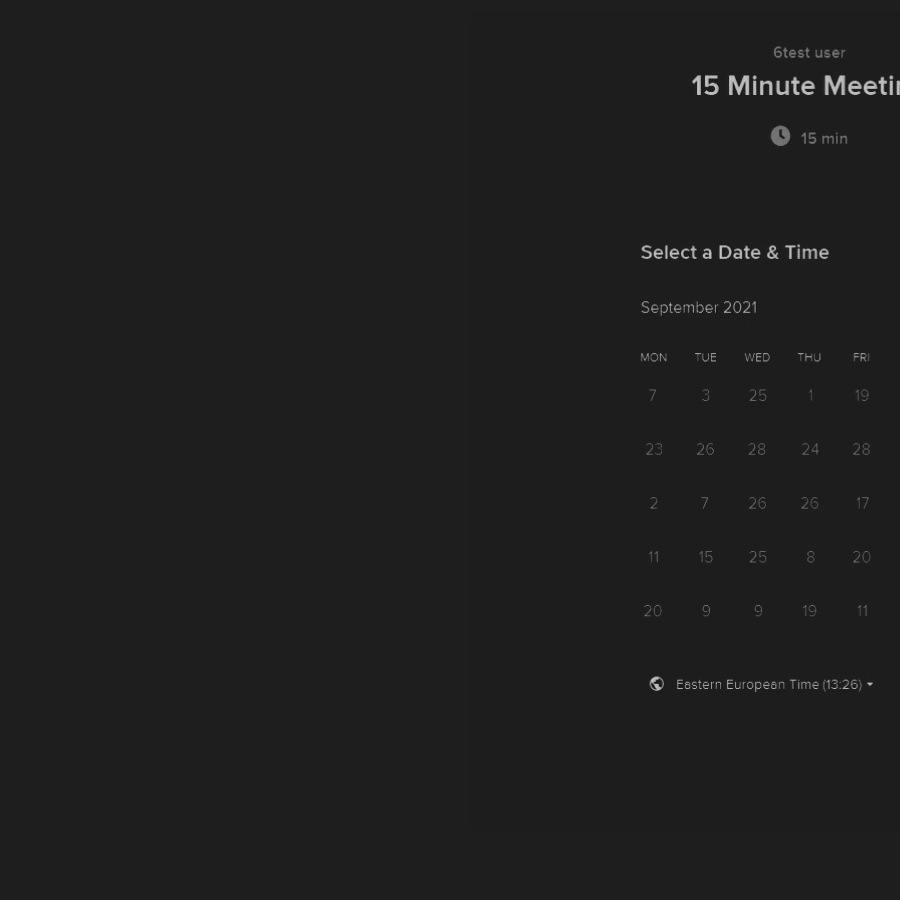 6test user
15 Minute Meetin
15 min
Select a Date & Time
September 2021
MON TUE WED THU FRI
7 3 25 1 19
23 26 28 24 28
2 7 26 26 17
11 15 25 8 20
20 9 9 19 11
Eastern European Time (13:26)